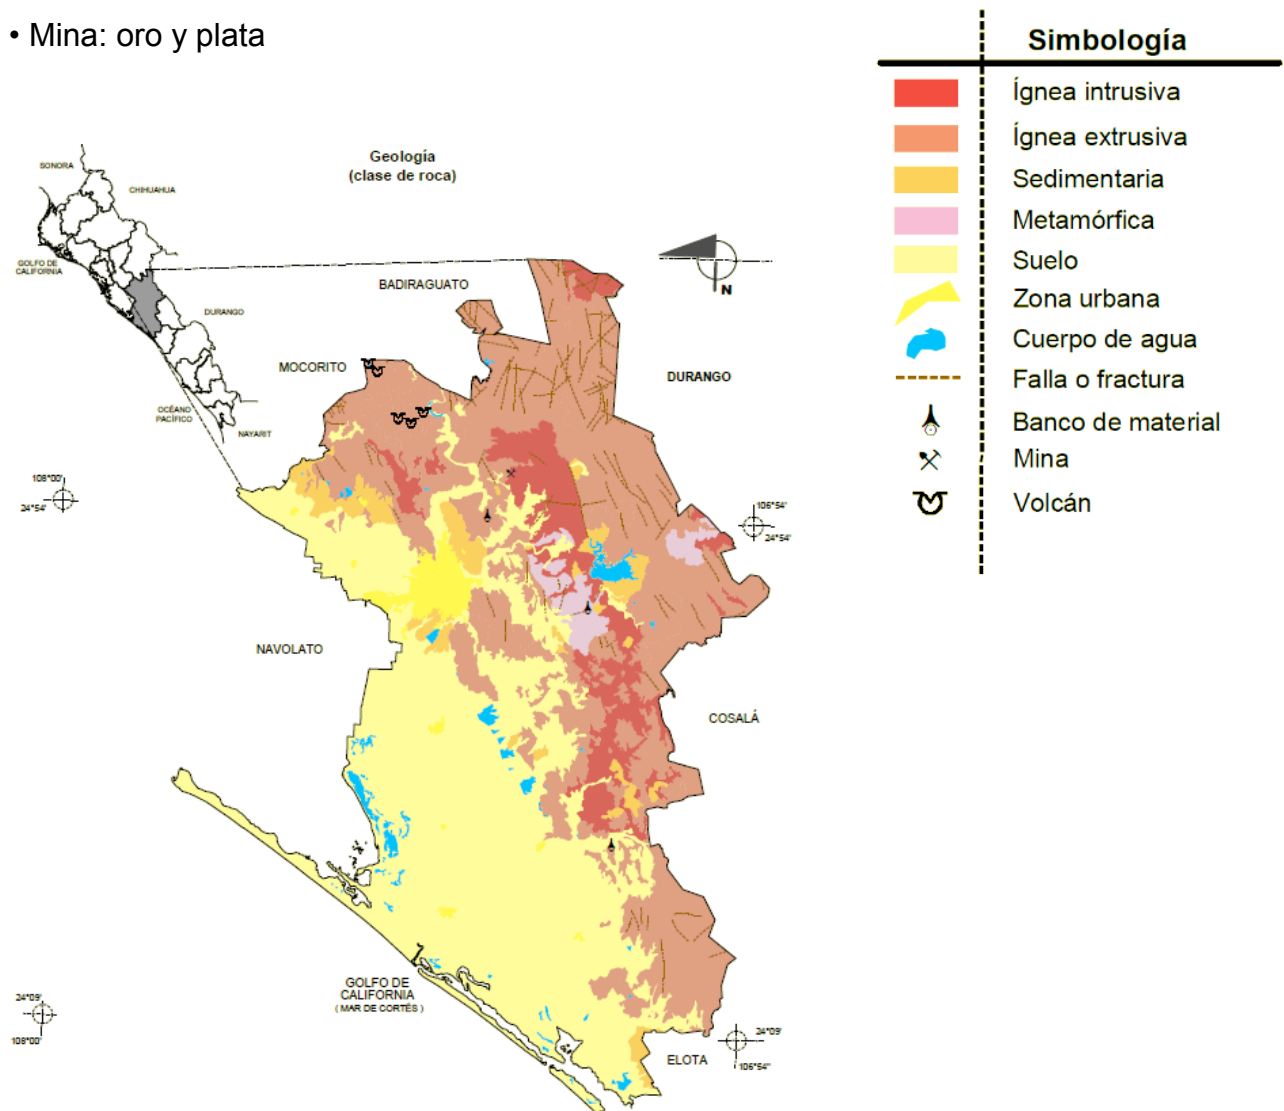 • Mina: oro y plata
Simbología
Ígnea intrusiva
Ígnea extrusiva
Sedimentaria
Metamórfica
Suelo
Zona urbana
Cuerpo de agua
Falla o fractura
Banco de material
Mina
Volcán
Geología
(clase de roca)
SONORA
CHIHUAHUA
GOLFO DE
CALIFORNIA
DURANGO
OCÉANO
PACÍFICO
NAYARIT
BADIRAGUATO
N
MOCORITO
DURANGO
108°00'
24°54'
106°54'
24°54'
NAVOLATO
COSALÁ
GOLFO DE
CALIFORNIA
( MAR DE CORTÉS )
24°09'
108°00'
24°09'
106°54'
ELOTA